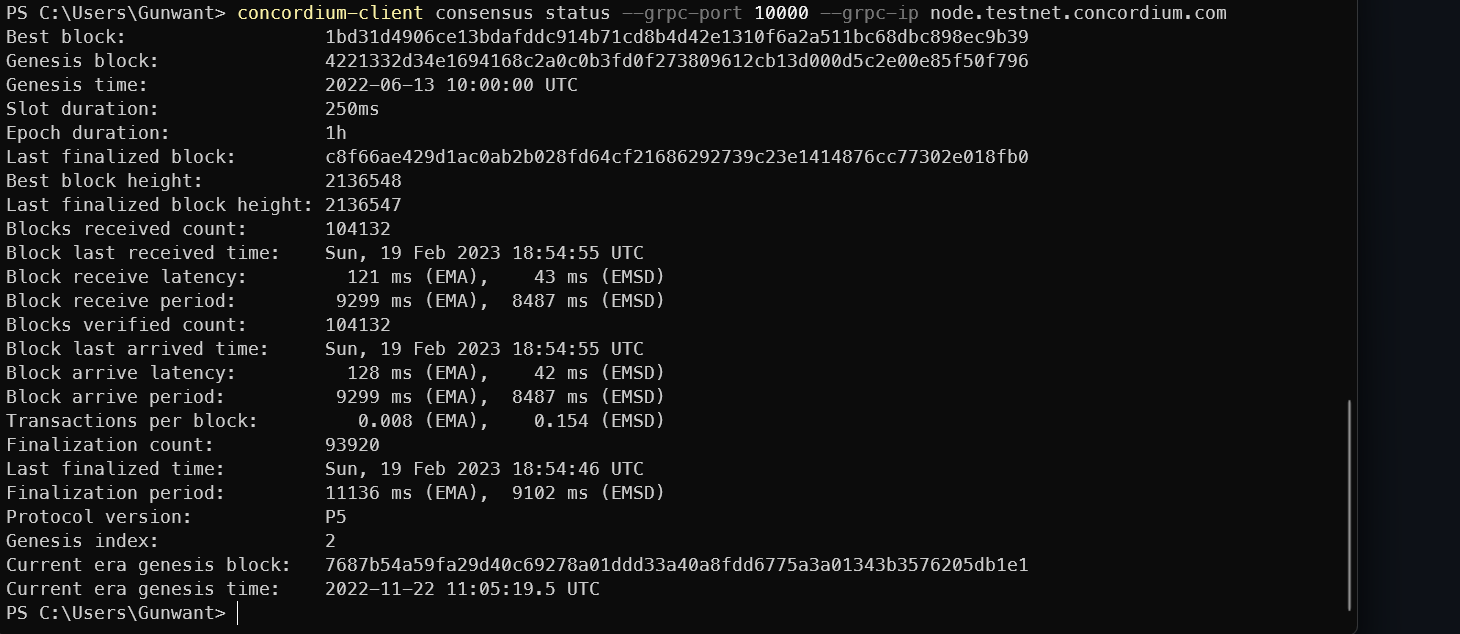 PS C:\Users\Gunwant> concordium-client consensus status --grpc-port 10000 --grpc-ip node.testnet.concordium.com
Best block: 1bd31d4906ce13bdafddc914b71cd8b4d42e1310f6a2a511bc68dbc898ec9b39
Genesis block: 4221332d34e1694168c2a0c0b3fd0f273809612cb13d000d5c2e00e85f50f796
Genesis time: 2022-06-13 10:00:00 UTC
Slot duration: 250ms
Epoch duration: 1h
Last finalized block: c8f66ae429d1ac0ab2b028fd64cf21686292739c23e1414876cc77302e018fb0
Best block height: 2136548
Last finalized block height: 2136547
Blocks received count: 104132
Block last received time: Sun, 19 Feb 2023 18:54:55 UTC
Block receive latency: 121 ms (EMA), 43 ms (EMSD)
Block receive period: 9299 ms (EMA), 8487 ms (EMSD)
Blocks verified count: 104132
Block last arrived time: Sun, 19 Feb 2023 18:54:55 UTC
Block arrive latency: 128 ms (EMA), 42 ms (EMSD)
Block arrive period: 9299 ms (EMA), 8487 ms (EMSD)
Transactions per block: 0.008 (EMA), 0.154 (EMSD)
Finalization count: 93920
Last finalized time: Sun, 19 Feb 2023 18:54:46 UTC
Finalization period: 11136 ms (EMA), 9102 ms (EMSD)
Protocol version: P5
Genesis index: 2
Current era genesis block: 7687b54a59fa29d40c69278a01ddd33a40a8fdd6775a3a01343b3576205db1e1
Current era genesis time: 2022-11-22 11:05:19.5 UTC
PS C:\Users\Gunwant>